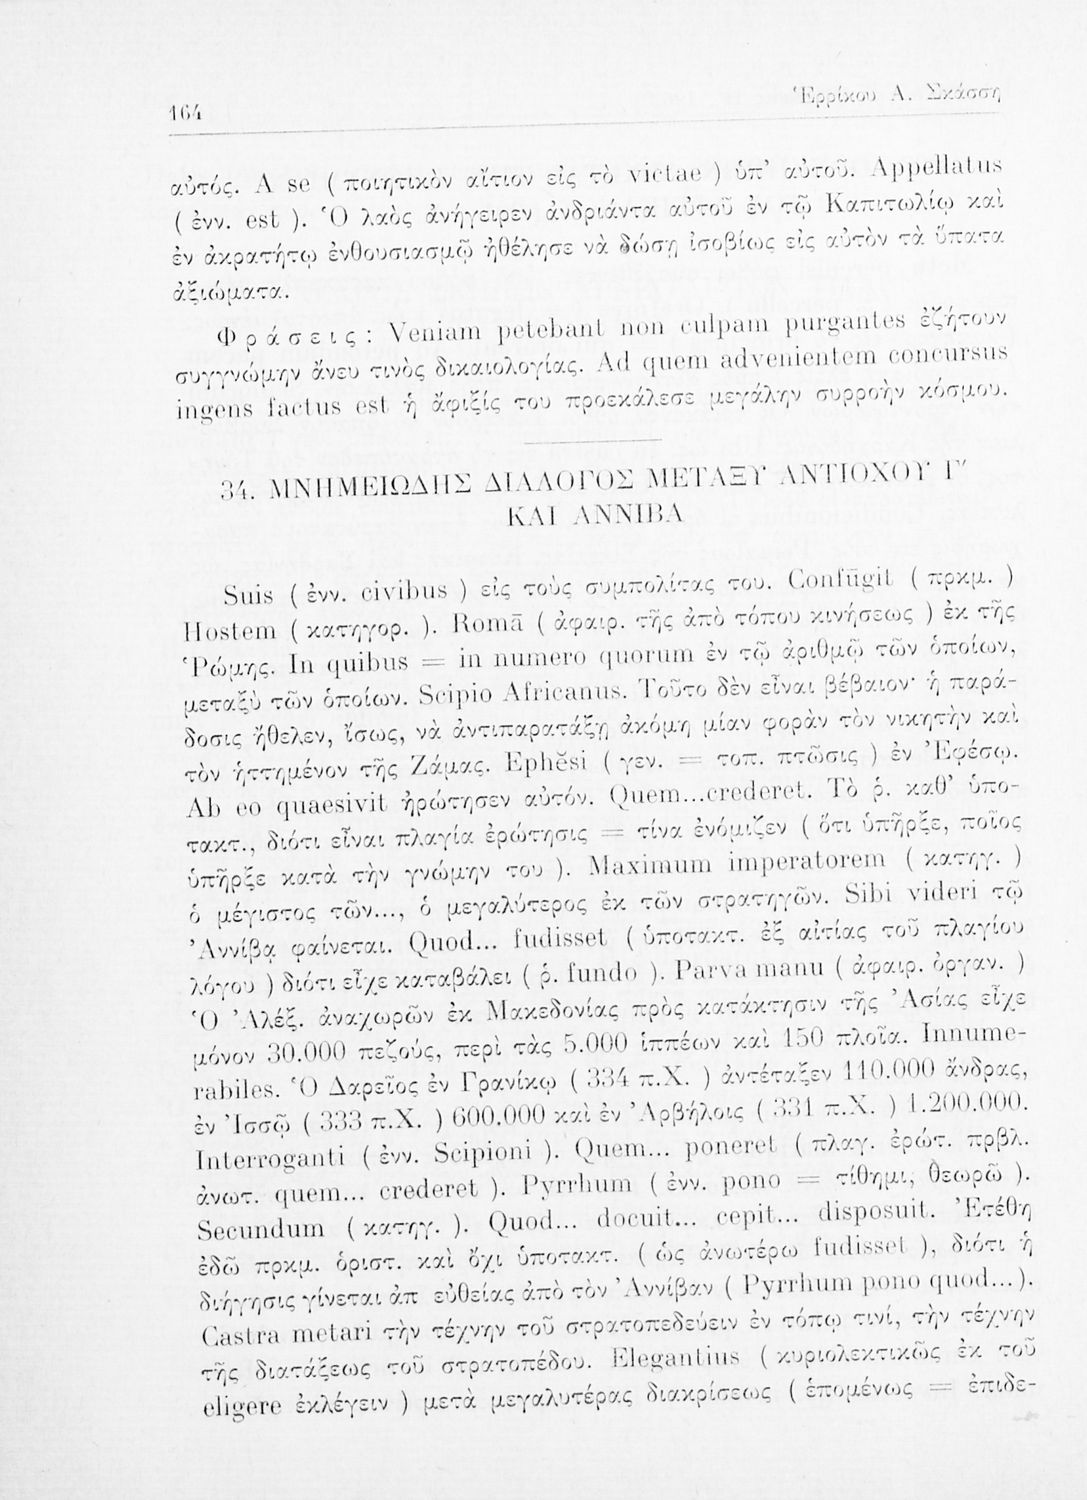 164
Ἑρρίκου Α. Σκάσση
αὐτός. A se ( ποιητικὸν αἴτιον εἰς τὸ victae ) ὑπ' αὐτοῦ. Appellatus
( ἐνν. est ). Ὁ λαὸς ἀνήγειρεν ἀνδριάντα αὐτοῦ ἐν τῷ Καπιτωλίῳ καὶ
ἐν ἀκρατήτῳ ἐνθουσιασμῷ ἠθέλησε νὰ δώσῃ ἰσοβίως εἰς αὐτὸν τὰ ὕπατα
ἀξιώματα.
Φράσεις : Veniam petebant non culpam purgantes ἐζήτουν
συγγνώμην ἄνευ τινὸς δικαιολογίας. Ad quem advenientem concursus
ingens factus est ἡ ἄφιξίς του προεκάλεσε μεγάλην συρροὴν κόσμου.
34. ΜΝΗΜΕΙΩΔΗΣ ΔΙΑΛΟΓΟΣ ΜΕΤΑΞΥ ΑΝΤΙΟΧΟΥ Γ′
ΚΑΙ ΑΝΝΙΒΑ
Suis ( ἐνν. civibus ) εἰς τοὺς συμπολίτας του. Confūgit ( πρκμ. )
Hostem ( κατηγορ. ). Romā ( ἀφαιρ. τῆς ἀπὸ τόπου κινήσεως ) ἐκ τῆς
Ῥώμης. In quibus = in numero quorum ἐν τῷ ἀριθμῷ τῶν ὁποίων,
μεταξὺ τῶν ὁποίων. Scipio Africanus. Τοῦτο δὲν εἶναι βέβαιον· ἡ παρά-
δοσις ἤθελεν, ἴσως, νὰ ἀντιπαρατάξῃ ἀκόμη μίαν φορὰν τὸν νικητὴν καὶ
τὸν ἡττημένον τῆς Ζάμας. Ephĕsi ( γεν. = τοπ. πτῶσις ) ἐν Ἐφέσῳ.
Ab eo quaesivit ἠρώτησεν αὐτόν. Quem...crederet. Τὸ ῥ. καθ' ὑπο-
τακτ., διότι εἶναι πλαγία ἐρώτησις = τίνα ἐνόμιζεν ( ὅτι ὑπῆρξε, ποῖος
ὑπῆρξε κατὰ τὴν γνώμην του ). Maximum imperatorem ( κατηγ. )
ὁ μέγιστος τῶν..., ὁ μεγαλύτερος ἐκ τῶν στρατηγῶν. Sibi videri τῷ
Ἀννίβᾳ φαίνεται. Quod... fudisset ( ὑποτακτ. ἐξ αἰτίας τοῦ πλαγίου
λόγου ) διότι εἶχε καταβάλει ( ῥ. fundo ). Parva manu ( ἀφαιρ. ὀργαν. )
Ὁ Ἀλέξ. ἀναχωρῶν ἐκ Μακεδονίας πρὸς κατάκτησιν τῆς Ἀσίας εἶχε
μόνον 30.000 πεζούς, περὶ τὰς 5.000 ἱππέων καὶ 150 πλοῖα. Innume-
rabiles. Ὁ Δαρεῖος ἐν Γρανίκῳ ( 334 π.Χ. ) ἀντέταξεν 110.000 ἄνδρας,
ἐν Ἰσσῷ ( 333 π.Χ. ) 600.000 καὶ ἐν Ἀρβήλοις ( 331 π.Χ. ) 1.200.000.
Interroganti ( ἐνν. Scipioni ). Quem... poneret ( πλαγ. ἐρώτ. πρβλ.
ἀνωτ. quem... crederet ). Pyrrhum ( ἐνν. pono = τίθημι, θεωρῶ ).
Secundum ( κατηγ. ). Quod... docuit... cepit... disposuit. Ἐτέθη
ἐδῶ πρκμ. ὁριστ. καὶ ὄχι ὑποτακτ. ( ὡς ἀνωτέρω fudisset ), διότι ἡ
διήγησις γίνεται ἀπ εὐθείας ἀπὸ τὸν Ἀννίβαν ( Pyrrhum pono quod...).
Castra metari τὴν τέχνην τοῦ στρατοπεδεύειν ἐν τόπῳ τινί, τὴν τέχνην
τῆς διατάξεως τοῦ στρατοπέδου. Elegantius ( κυριολεκτικῶς ἐκ τοῦ
eligere ἐκλέγειν ) μετὰ μεγαλυτέρας διακρίσεως ( ἑπομένως = ἐπιδε-